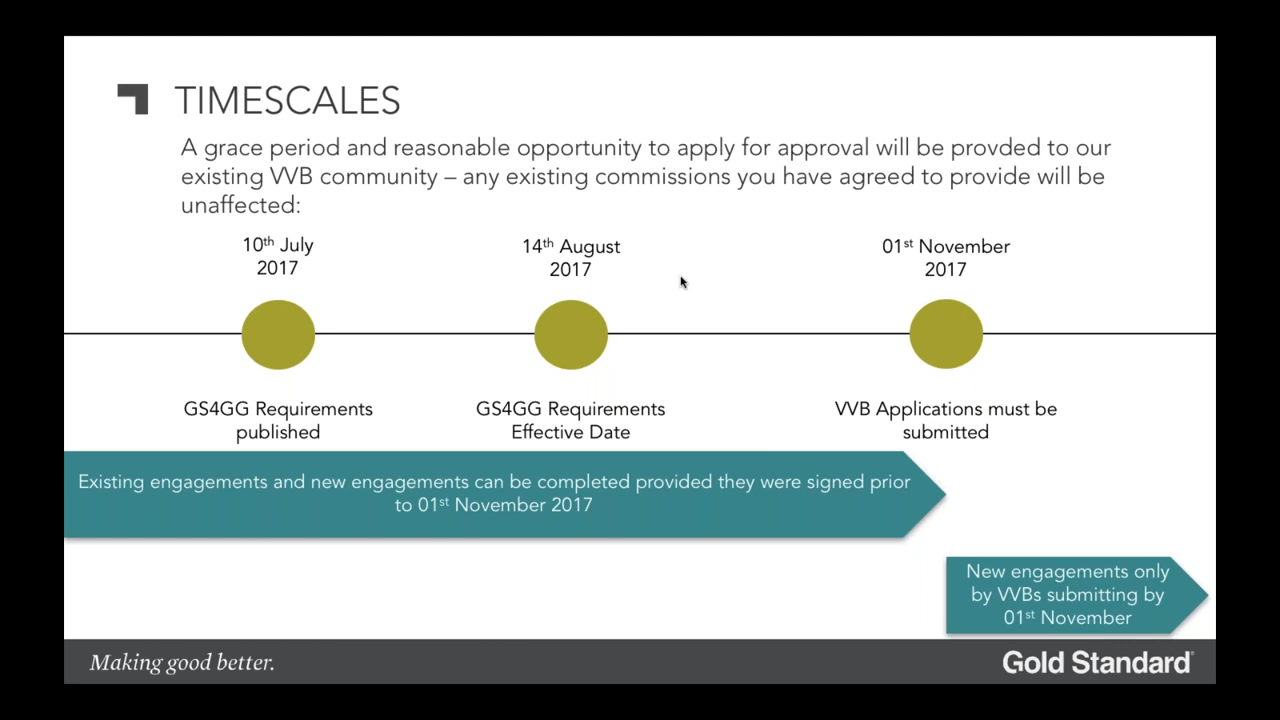 TIMESCALES
A grace period and reasonable opportunity to apply for approval will be provded to our
existing VVB community – any existing commissions you have agreed to provide will be
unaffected:
10th July
2017
14th August
2017
01st November
2017
GS4GG Requirements
published
GS4GG Requirements
Effective Date
VVB Applications must be
submitted
Existing engagements and new engagements can be completed provided they were signed prior
to 01st November 2017
New engagements only
by VVBs submitting by
01st November
Making good better.
Gold Standard®